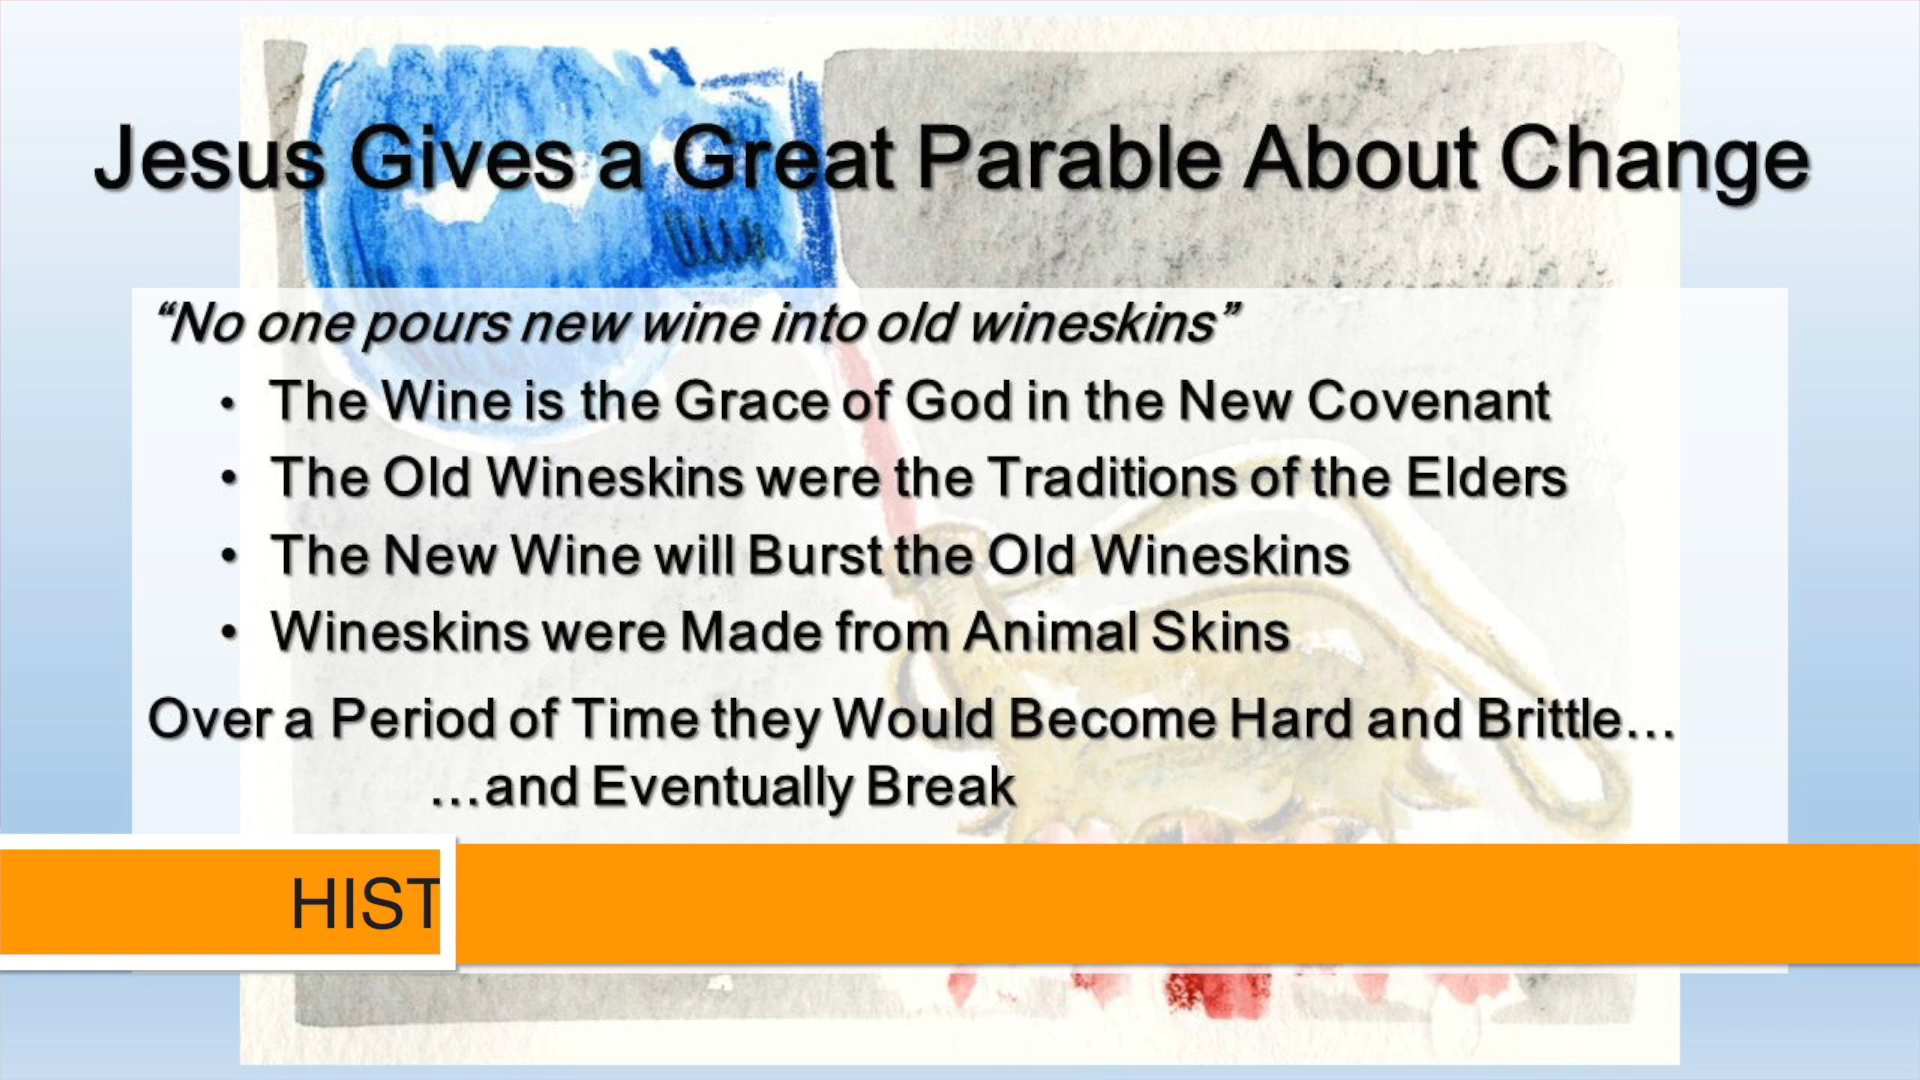 Jesus Gives a Great Parable About Change
“No one pours new wine into old wineskins”
• The Wine is the Grace of God in the New Covenant
• The Old Wineskins were the Traditions of the Elders
• The New Wine will Burst the Old Wineskins
• Wineskins were Made from Animal Skins
Over a Period of Time they Would Become Hard and Brittle…
…and Eventually Break
HIST